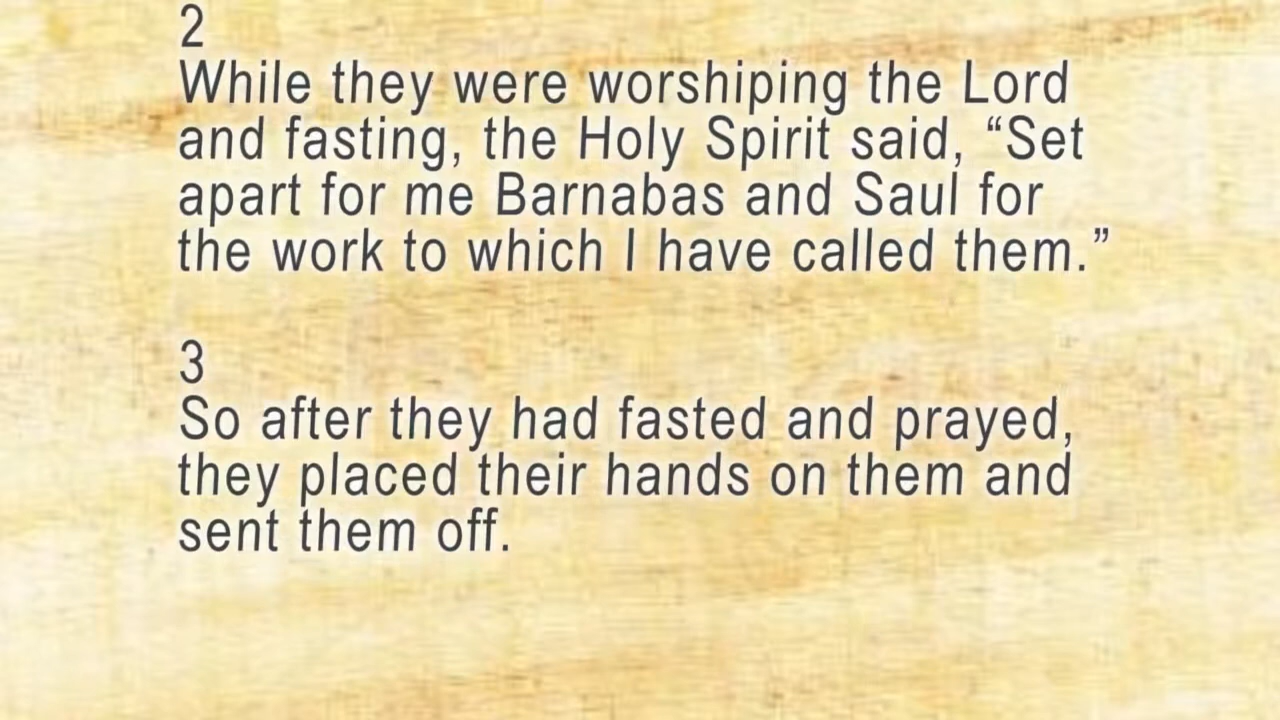 2
While they were worshiping the Lord
and fasting, the Holy Spirit said, “Set
apart for me Barnabas and Saul for
the work to which I have called them.”
3
So after they had fasted and prayed,
they placed their hands on them and
sent them off.